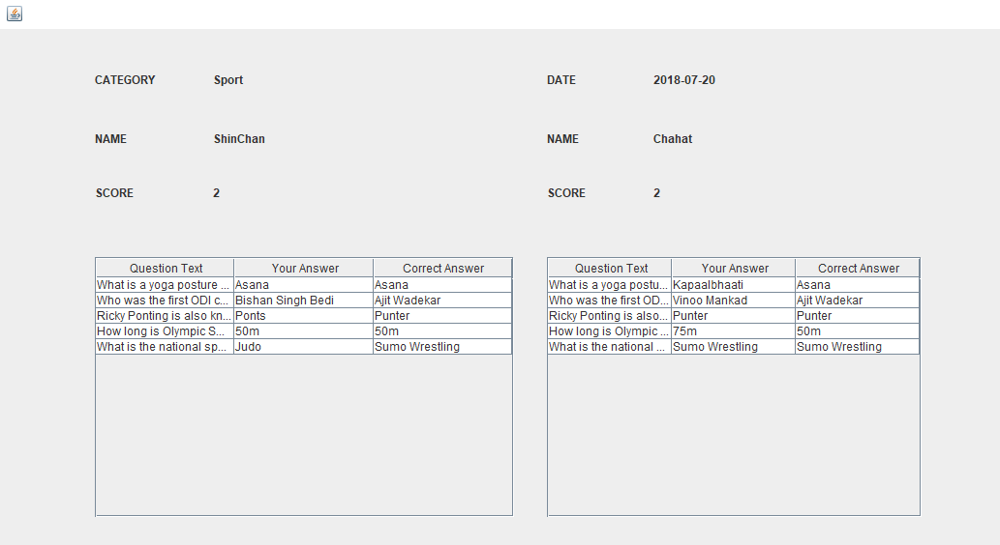 CATEGORY Sport DATE 2018-07-20
NAME ShinChan NAME Chahat
SCORE 2 SCORE 2
Question Text Your Answer Correct Answer
What is a yoga posture ... Asana Asana
Who was the first ODI c... Bishan Singh Bedi Ajit Wadekar
Ricky Ponting is also kn... Ponts Punter
How long is Olympic S... 50m 50m
What is the national sp... Judo Sumo Wrestling
Question Text Your Answer Correct Answer
What is a yoga postu... Kapaalbhaati Asana
Who was the first OD... Vinoo Mankad Ajit Wadekar
Ricky Ponting is also... Punter Punter
How long is Olympic ... 75m 50m
What is the national ... Sumo Wrestling Sumo Wrestling